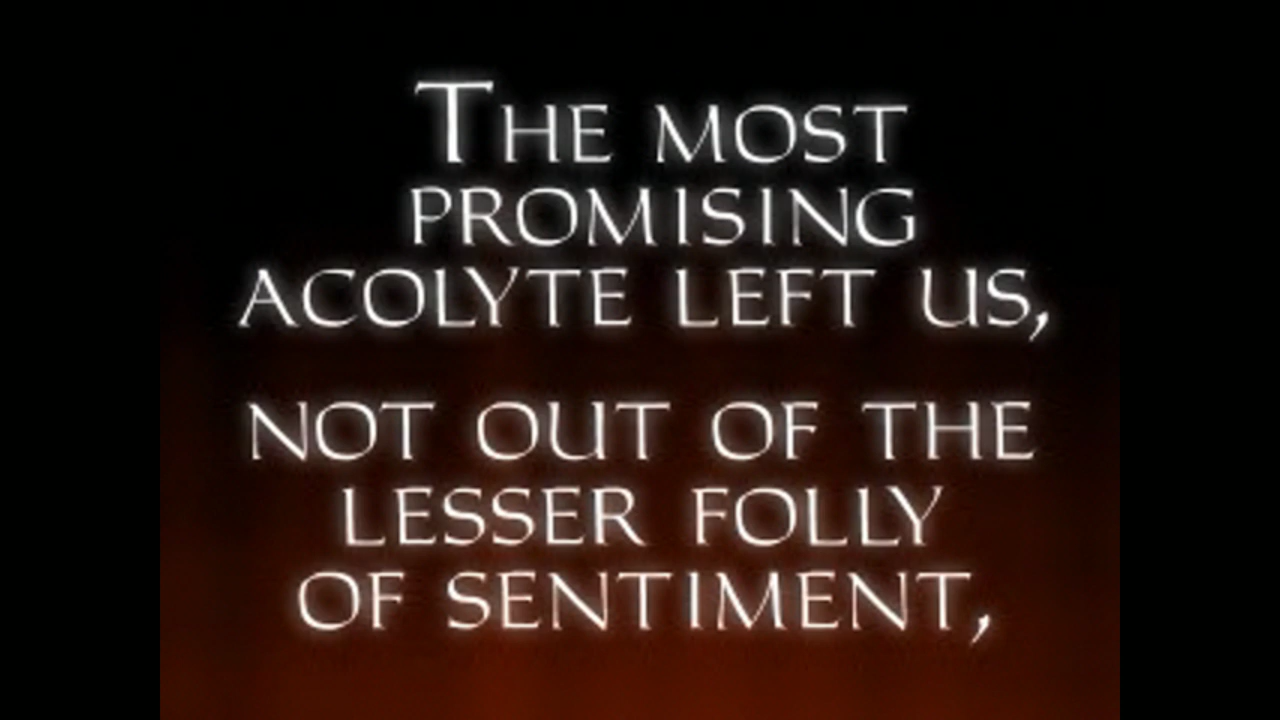 The most
promising
acolyte left us,
not out of the
lesser folly
of sentiment,